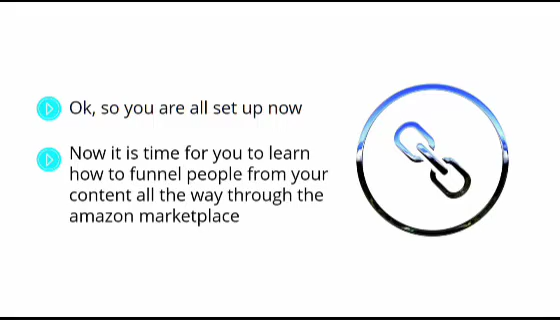 Ok, so you are all set up now
Now it is time for you to learn
how to funnel people from your
content all the way through the
amazon marketplace